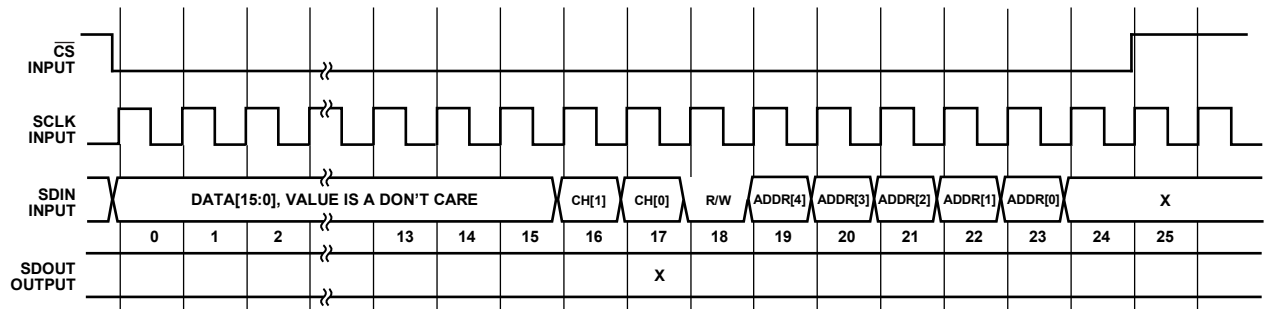 CS
INPUT
SCLK
INPUT
SDIN
INPUT
DATA[15:0], VALUE IS A DON'T CARE CH[1] CH[0] R/W ADDR[4] ADDR[3] ADDR[2] ADDR[1] ADDR[0] X
0 1 2 13 14 15 16 17 18 19 20 21 22 23 24 25
SDOUT
OUTPUT
X